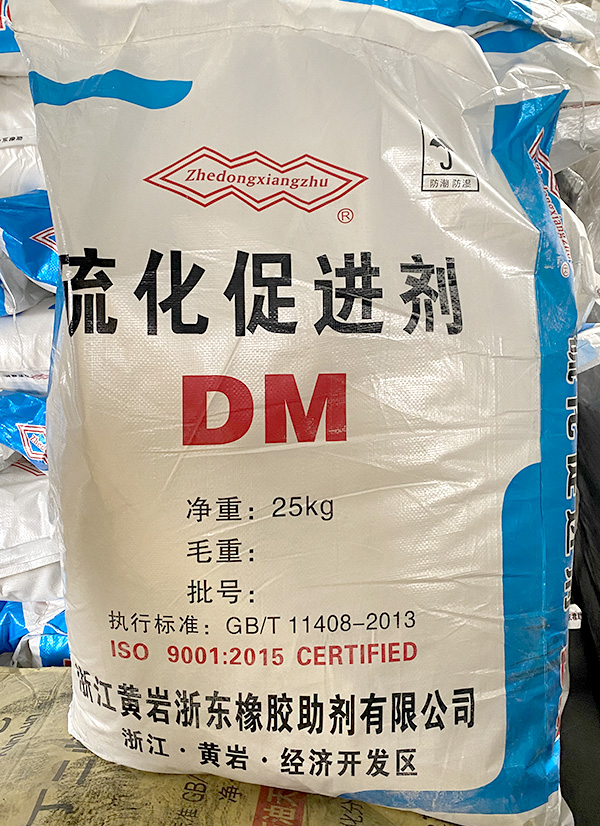 Zhedongxiangzhu
®
防潮 防湿
硫化促进剂
DM
净重：25kg
毛重：
批号：
执行标准：GB/T 11408-2013
ISO 9001:2015 CERTIFIED
浙江黄岩浙东橡胶助剂有限公司
浙江·黄岩·经济开发区